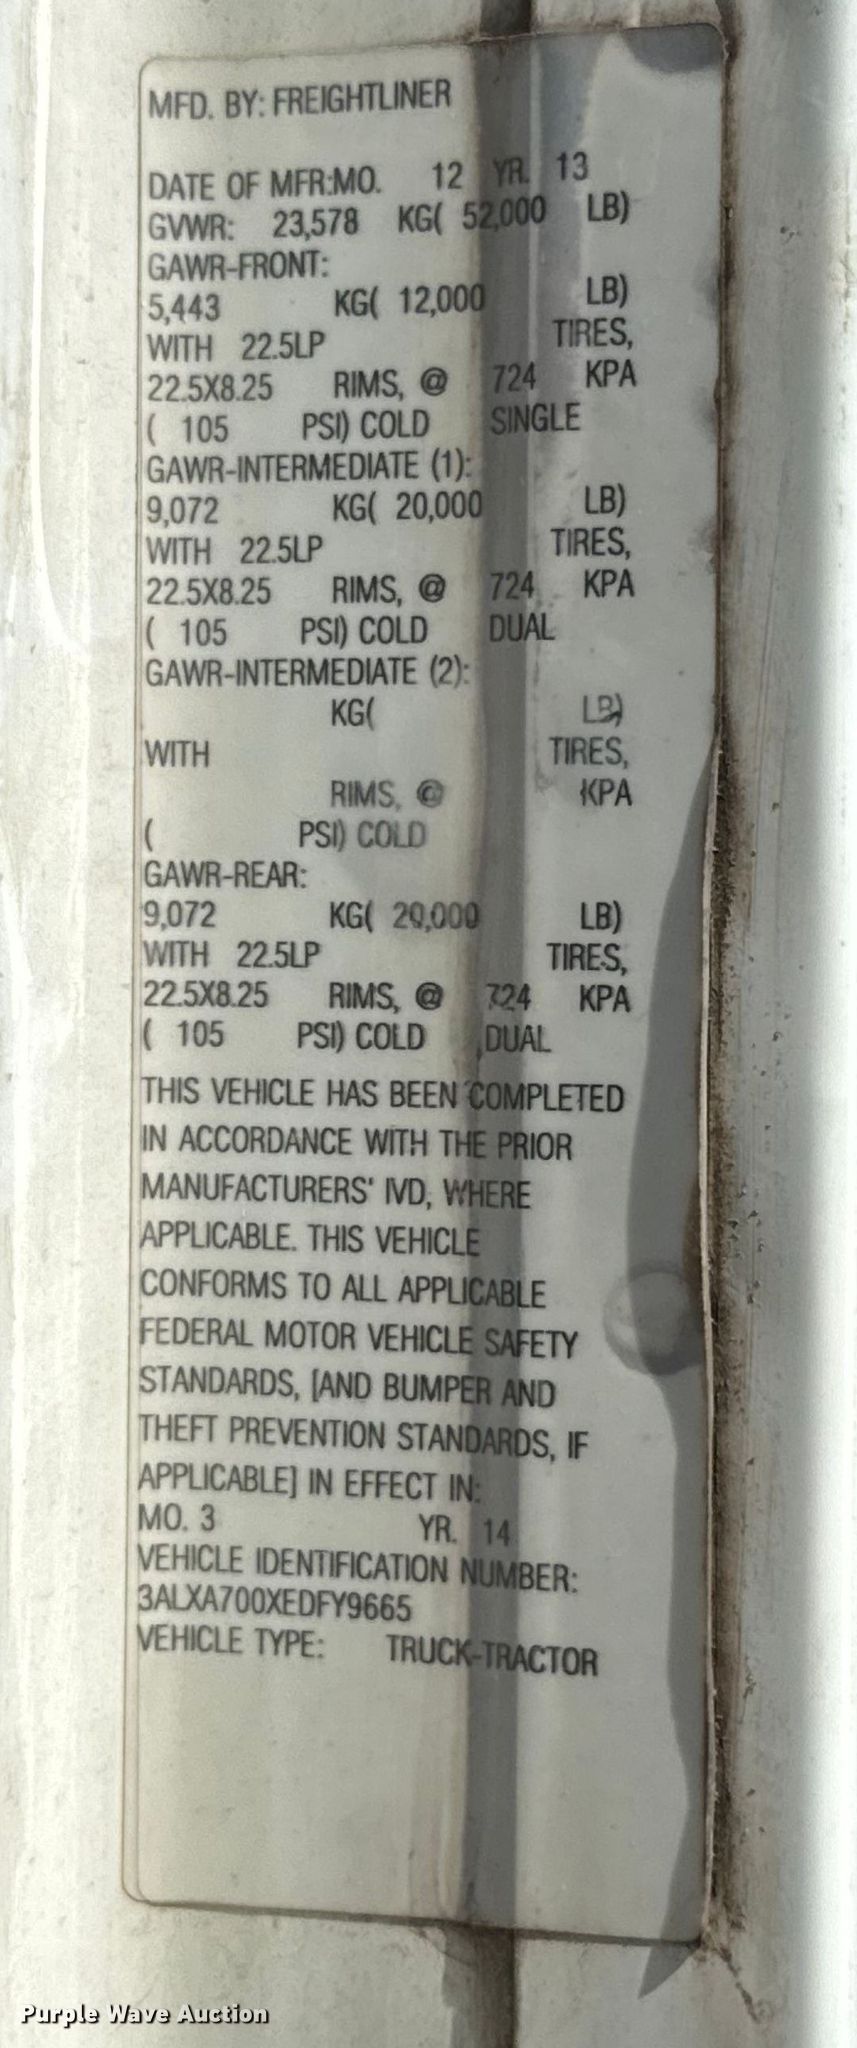 MFD. BY: FREIGHTLINER
DATE OF MFR:MO. 12 YR. 13
GVWR: 23,578 KG( 52,000 LB)
GAWR-FRONT:
5,443 KG( 12,000 LB)
WITH 22.5LP TIRES,
22.5X8.25 RIMS, @ 724 KPA
( 105 PSI) COLD SINGLE
GAWR-INTERMEDIATE (1):
9,072 KG( 20,000 LB)
WITH 22.5LP TIRES,
22.5X8.25 RIMS, @ 724 KPA
( 105 PSI) COLD DUAL
GAWR-INTERMEDIATE (2):
KG( LB)
WITH TIRES,
RIMS, @ KPA
( PSI) COLD
GAWR-REAR:
9,072 KG( 20,000 LB)
WITH 22.5LP TIRES,
22.5X8.25 RIMS, @ 724 KPA
( 105 PSI) COLD DUAL
THIS VEHICLE HAS BEEN COMPLETED
IN ACCORDANCE WITH THE PRIOR
MANUFACTURERS' IVD, WHERE
APPLICABLE. THIS VEHICLE
CONFORMS TO ALL APPLICABLE
FEDERAL MOTOR VEHICLE SAFETY
STANDARDS, [AND BUMPER AND
THEFT PREVENTION STANDARDS, IF
APPLICABLE] IN EFFECT IN:
MO. 3 YR. 14
VEHICLE IDENTIFICATION NUMBER:
3ALXA700XEDFY9665
VEHICLE TYPE: TRUCK-TRACTOR
Purple Wave Auction